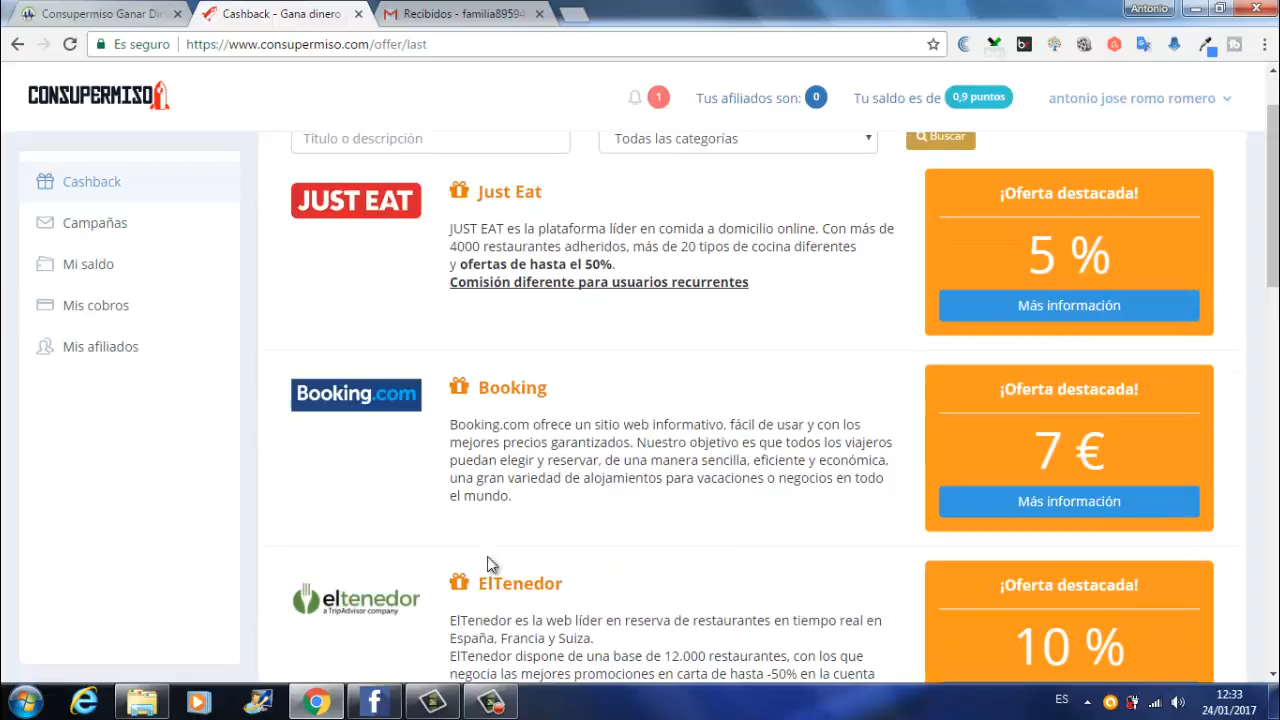 Consupermiso Ganar Di
Cashback - Gana dinero
Recibidos - familia89594
Antonio
Es seguro
https://www.consupermiso.com/offer/last
CONSUPERMISO
1
Tus afiliados son: 0
Tu saldo es de 0,9 puntos
antonio jose romo romero
Título o descripción
Todas las categorías
Buscar
Cashback
Campañas
Mi saldo
Mis cobros
Mis afiliados
JUST EAT
Just Eat
JUST EAT es la plataforma líder en comida a domicilio online. Con más de
4000 restaurantes adheridos, más de 20 tipos de cocina diferentes
y ofertas de hasta el 50%.
Comisión diferente para usuarios recurrentes
¡Oferta destacada!
5 %
Más información
Booking.com
Booking
Booking.com ofrece un sitio web informativo, fácil de usar y con los
mejores precios garantizados. Nuestro objetivo es que todos los viajeros
puedan elegir y reservar, de una manera sencilla, eficiente y económica,
una gran variedad de alojamientos para vacaciones o negocios en todo
el mundo.
¡Oferta destacada!
7 €
Más información
eltenedor
a TripAdvisor company
ElTenedor
ElTenedor es la web líder en reserva de restaurantes en tiempo real en
España, Francia y Suiza.
ElTenedor dispone de una base de 12.000 restaurantes, con los que
negocia las mejores promociones en carta de hasta -50% en la cuenta
¡Oferta destacada!
10 %
ES
12:33
24/01/2017